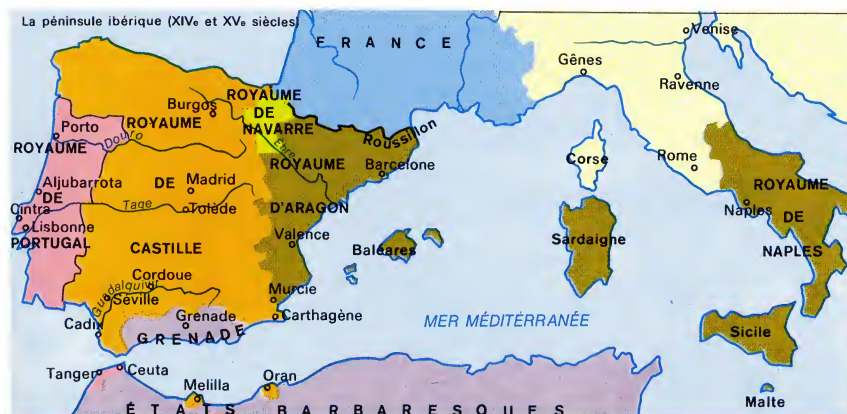 La péninsule ibérique (XIVe et XVe siècles)
FRANCE
Venise
Gênes
Ravenne
ROYAUME
DE
NAVARRE
Burgos
Porto
ROYAUME
Douro
ROYAUME
Ebre
Roussillon
ROYAUME
Barcelone
Corse
Rome
Aljubarrota
DE
DE
Madrid
ROYAUME
Naples
DE
NAPLES
Cintra
Lisbonne
PORTUGAL
Tage
Tolède
D'ARAGON
CASTILLE
Valence
Baléares
Sardaigne
Cordoue
Guadalquivir
Séville
Murcie
Cadix
Grenade
Carthagène
GRENADE
MER MÉDITERRANÉE
Sicile
Tanger
Ceuta
Melilla
Oran
Malte
ÉTATS BARBARESQUES